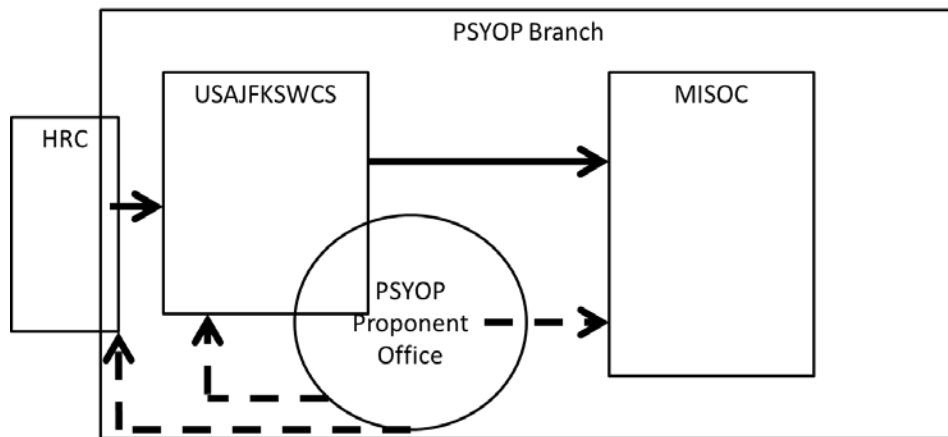 PSYOP Branch
USAJFKSWCS
MISOC
HRC
PSYOP
Proponent
Office